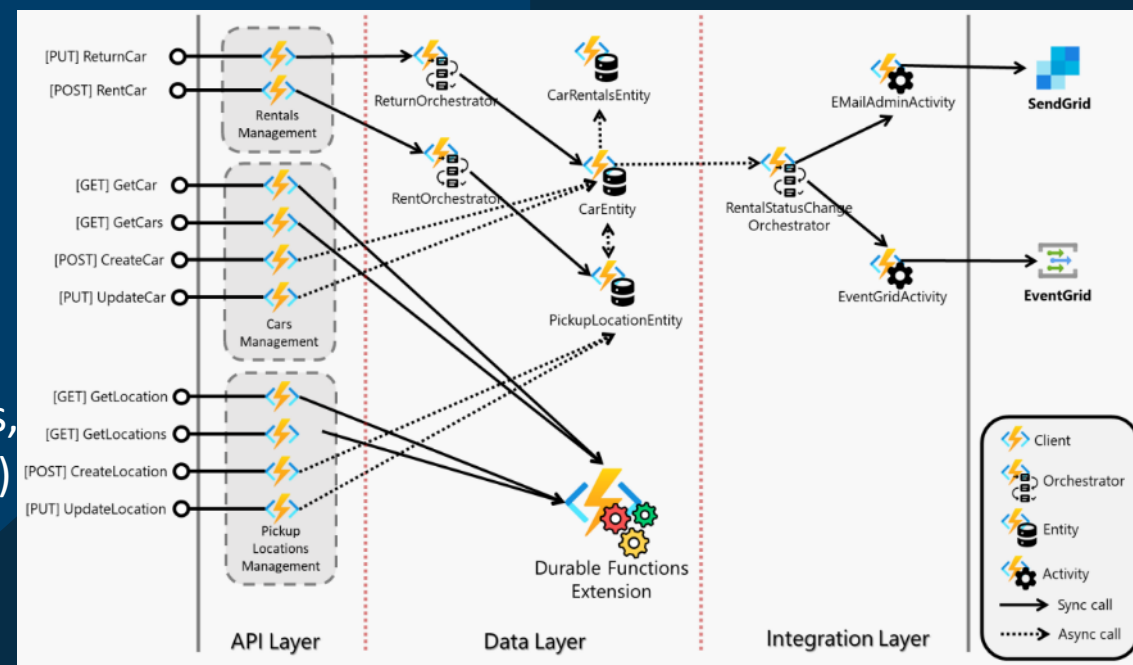 [PUT] ReturnCar
[POST] RentCar
Rentals
Management
[GET] GetCar
[GET] GetCars
[POST] CreateCar
[PUT] UpdateCar
Cars
Management
[GET] GetLocation
[GET] GetLocations
[POST] CreateLocation
[PUT] UpdateLocation
Pickup
Locations
Management
s,
)
API Layer
ReturnOrchestrator
CarRentalsEntity
RentOrchestrator
CarEntity
PickupLocationEntity
Durable Functions
Extension
Data Layer
EMailAdminActivity
RentalStatusChange
Orchestrator
EventGridActivity
Integration Layer
SendGrid
EventGrid
Client
Orchestrator
Entity
Activity
Sync call
Async call